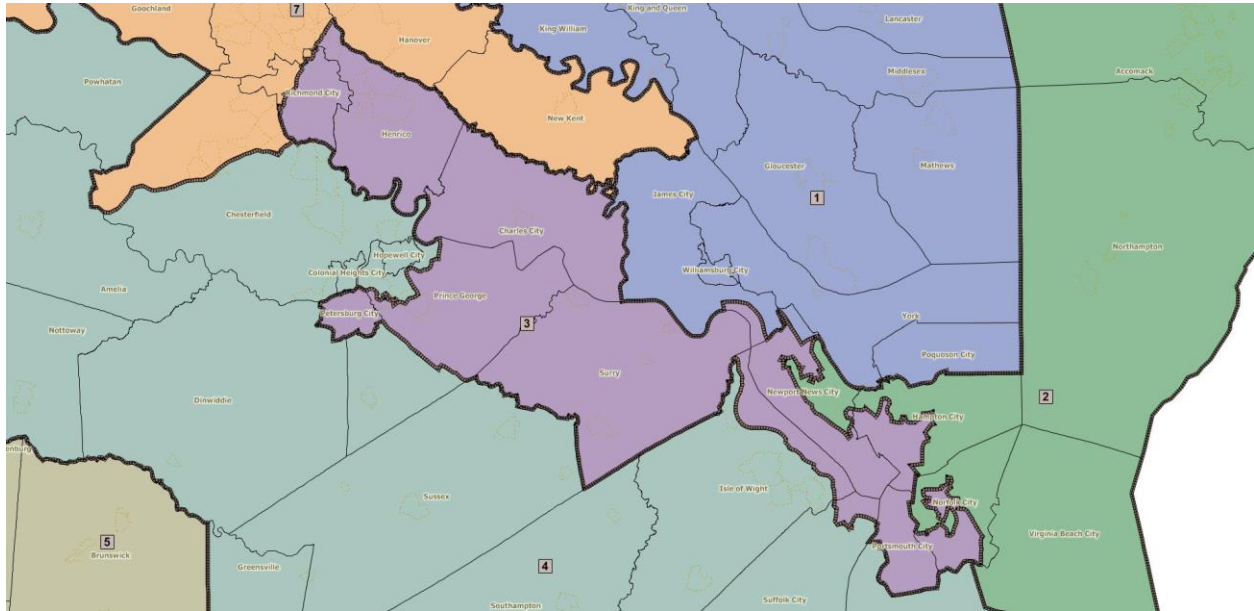 Goochland
7
King and Queen
Lancaster
Hanover
King William
Middlesex
Accomack
Powhatan
Richmond City
New Kent
Henrico
Gloucester
Mathews
James City
1
Chesterfield
Charles City
Northampton
Hopewell City
Colonial Heights City
Williamsburg City
Amelia
Prince George
Petersburg City
3
York
Nottoway
Poquoson City
Surry
Newport News City
2
Dinwiddie
Hampton City
Sussex
Isle of Wight
Norfolk City
Virginia Beach City
5
Portsmouth City
Brunswick
Greensville
4
Suffolk City
Southampton